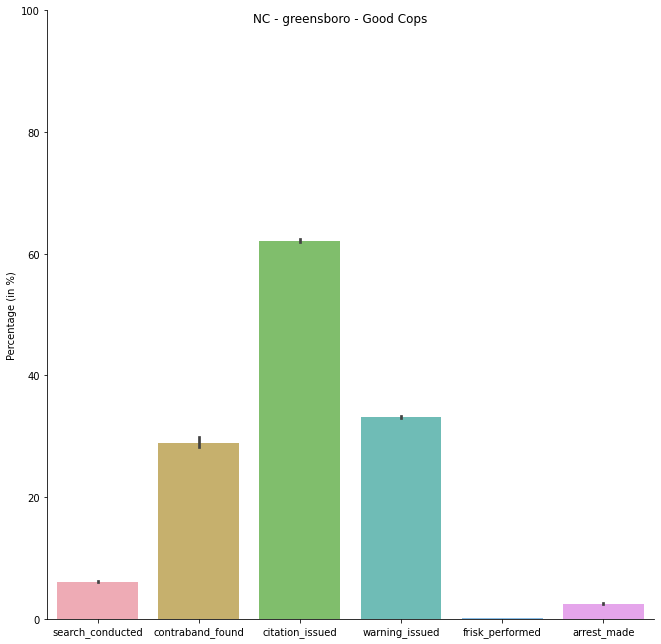 NC - greensboro - Good Cops
Percentage (in %)
100
80
60
40
20
0
search_conducted contraband_found citation_issued warning_issued frisk_performed arrest_made